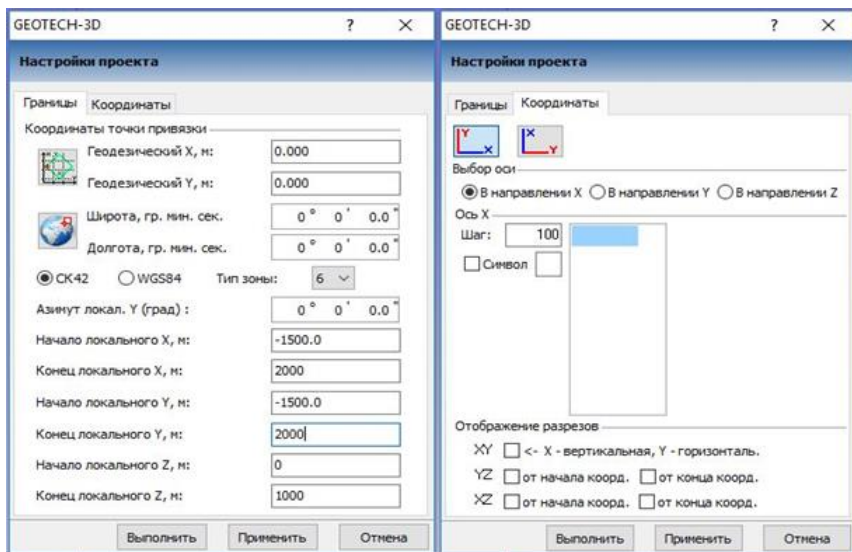 GEOTECH-3D ?
Настройки проекта
Границы Координаты
Координаты точки привязки
Геодезический X, м: 0.000
Геодезический Y, м: 0.000
Широта, гр. мин. сек. 0 ° 0 ' 0.0 "
Долгота, гр. мин. сек. 0 ° 0 ' 0.0 "
СК42 WGS84 Тип зоны: 6
Азимут локал. Y (град) : 0 ° 0 ' 0.0 "
Начало локального X, м: -1500.0
Конец локального X, м: 2000
Начало локального Y, м: -1500.0
Конец локального Y, м: 2000
Начало локального Z, м: 0
Конец локального Z, м: 1000
Выполнить Применить Отмена
GEOTECH-3D ?
Настройки проекта
Границы Координаты
Y X X Y
Выбор оси
В направлении X В направлении Y В направлении Z
Ось X
Шаг: 100
Символ
Отображение разрезов
XY <- X - вертикальная, Y - горизонталь.
YZ от начала коорд. от конца коорд.
XZ от начала коорд. от конца коорд.
Выполнить Применить Отмена